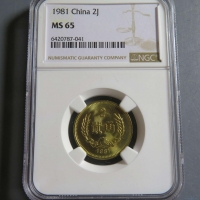 1981 China 2J
MS 65
6420787-041
NGC
NUMISMATIC GUARANTY COMPANY